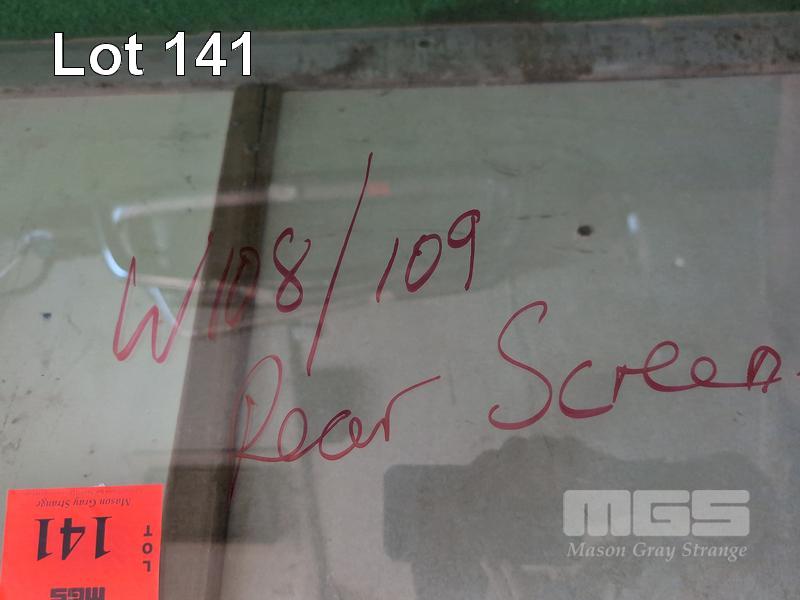 Lot 141
W108/109
Rear Screen
Mason Gray Strange
LOT
141
MGS
MGS
Mason Gray Strange